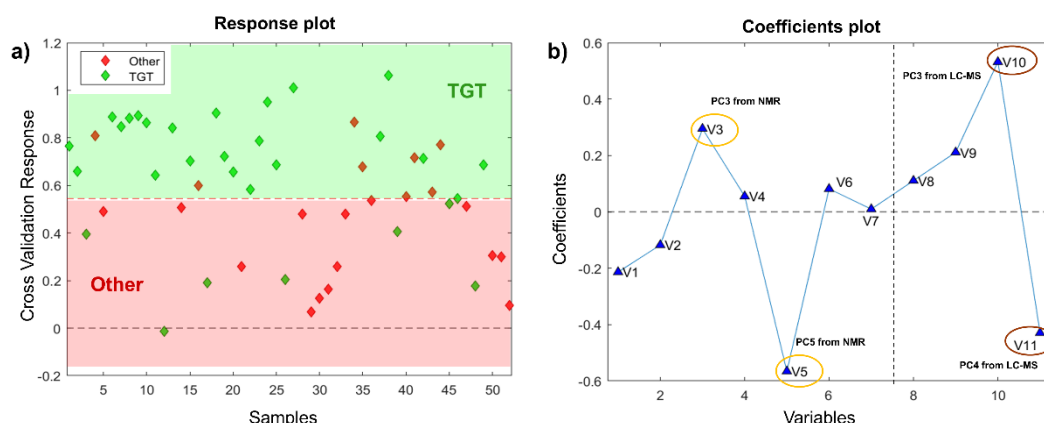 Response plot
a)
Other
TGT
TGT
Other
Cross Validation Response
1.2
1
0.8
0.6
0.4
0.2
0
-0.2
5 10 15 20 25 30 35 40 45 50
Samples
Coefficients plot
b)
PC3 from LC-MS
V10
PC3 from NMR
V3
V9
V8
V6
V4
V7
V2
V1
PC5 from NMR
V5
V11
PC4 from LC-MS
Coefficients
0.6
0.4
0.2
0
-0.2
-0.4
-0.6
2 4 6 8 10
Variables